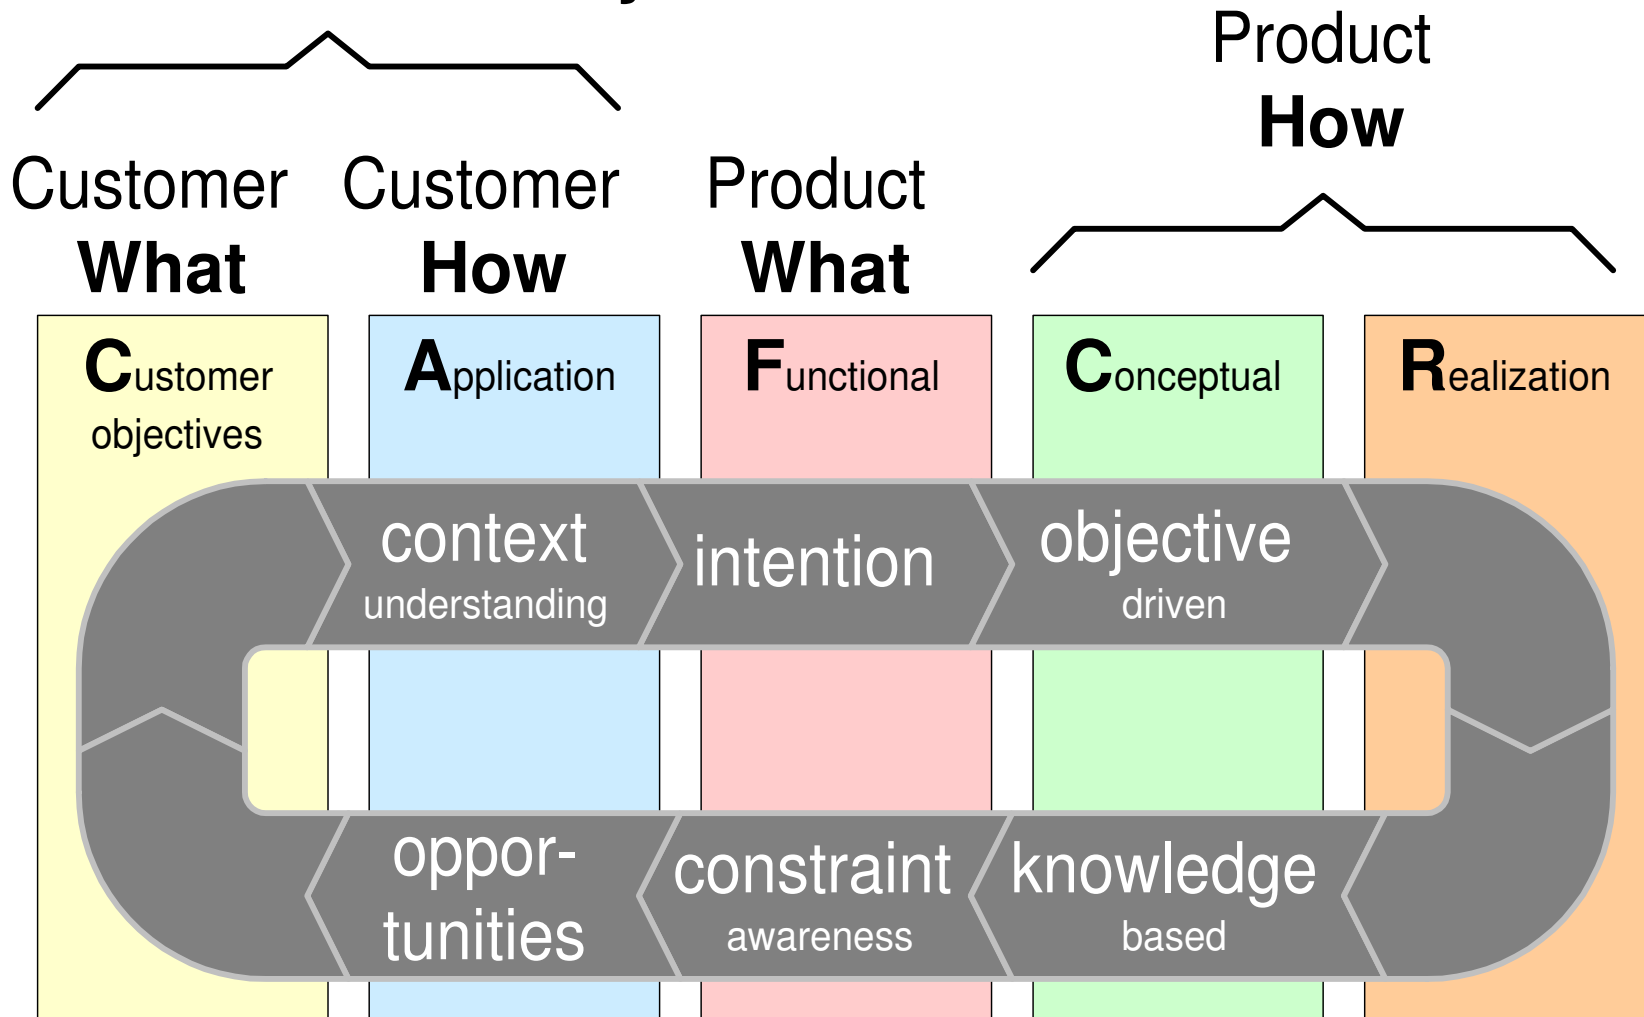 Product
How
Customer
What
Customer
How
Product
What
Customer
objectives
Application
Functional
Conceptual
Realization
context
understanding
intention
objective
driven
oppor-
tunities
constraint
awareness
knowledge
based